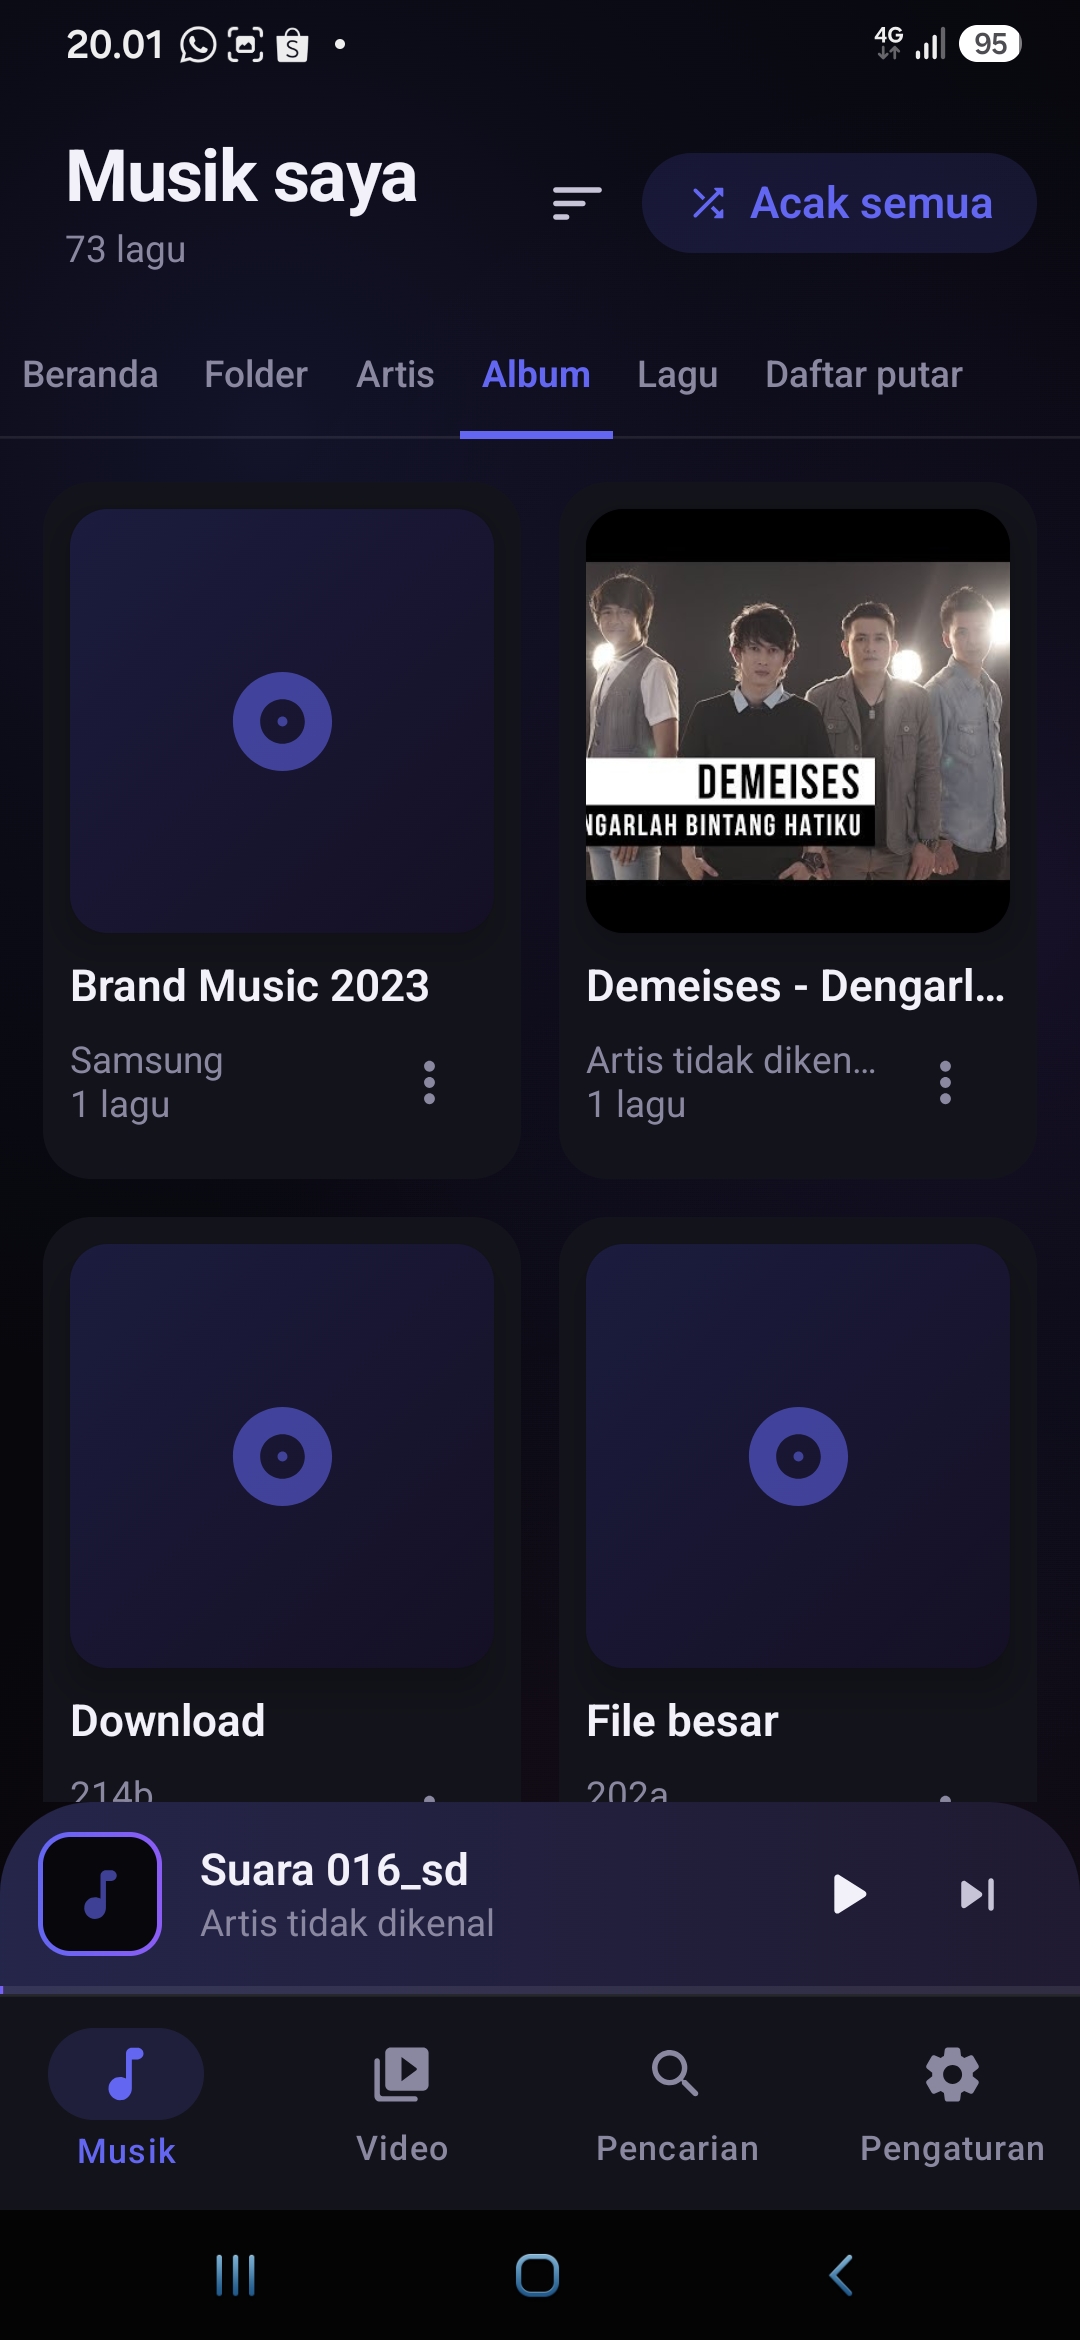 20.01
4G
95
Musik saya
73 lagu
Acak semua
Beranda
Folder
Artis
Album
Lagu
Daftar putar
DEMEISES
NGARLAH BINTANG HATIKU
Brand Music 2023
Samsung
1 lagu
Demeises - Dengarl...
Artis tidak diken...
1 lagu
Download
214b
File besar
202a
Suara 016_sd
Artis tidak dikenal
Musik
Video
Pencarian
Pengaturan